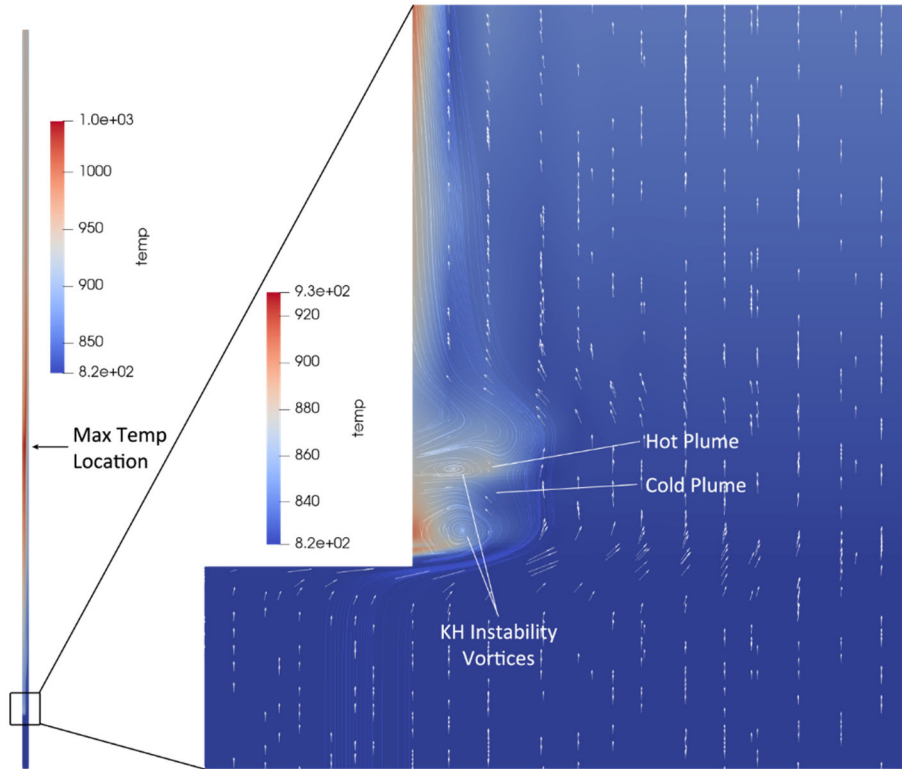 1.0e+03
1000
950
900
850
8.2e+02
temp
Max Temp
Location
9.3e+02
920
900
880
860
840
8.2e+02
temp
Hot Plume
Cold Plume
KH Instability
Vortices